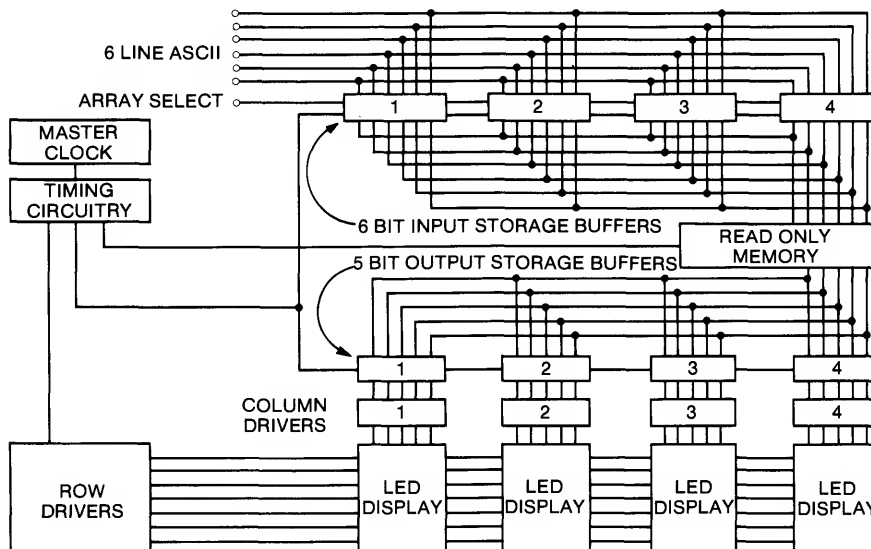 6 LINE ASCII
ARRAY SELECT
1 2 3 4
MASTER
CLOCK
TIMING
CIRCUITRY
6 BIT INPUT STORAGE BUFFERS
READ ONLY
MEMORY
5 BIT OUTPUT STORAGE BUFFERS
1 2 3 4
COLUMN
DRIVERS
1 2 3 4
ROW
DRIVERS
LED
DISPLAY
LED
DISPLAY
LED
DISPLAY
LED
DISPLAY